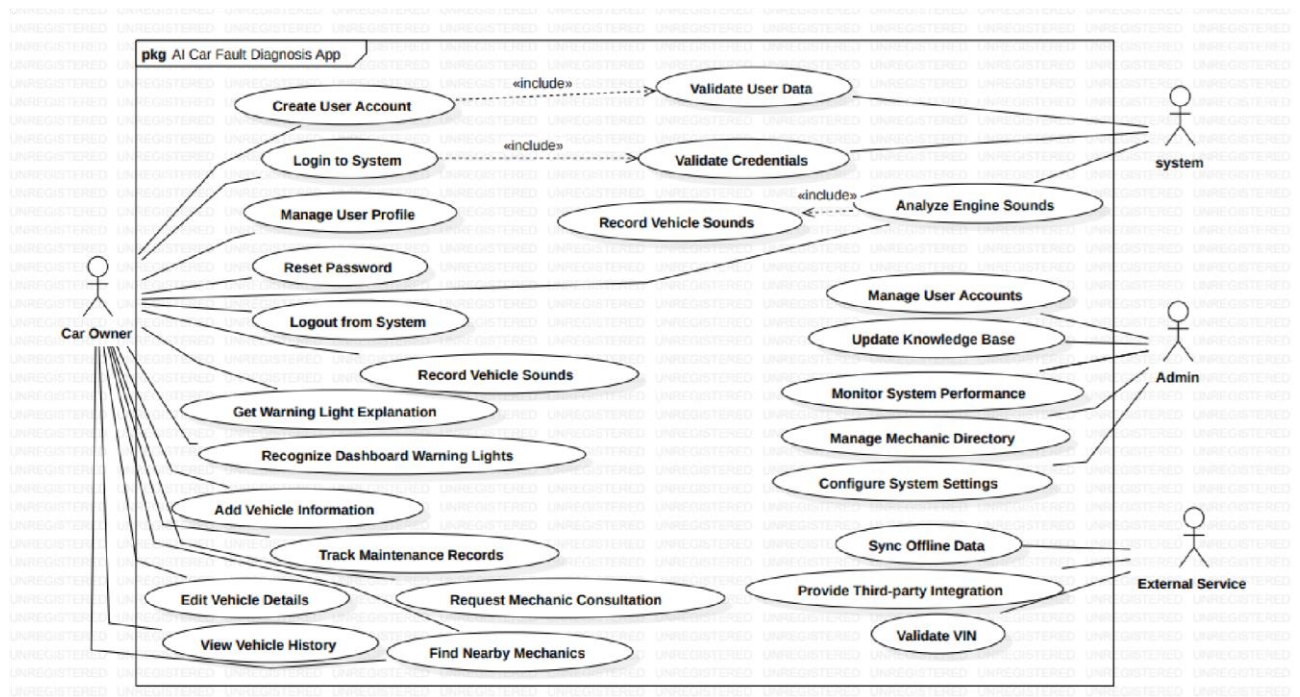 pkg AI Car Fault Diagnosis App
Create User Account
«include»
Validate User Data
Login to System
«include»
Validate Credentials
system
Manage User Profile
Record Vehicle Sounds
«include»
Analyze Engine Sounds
Reset Password
Car Owner
Logout from System
Manage User Accounts
Update Knowledge Base
Admin
Record Vehicle Sounds
Monitor System Performance
Get Warning Light Explanation
Manage Mechanic Directory
Recognize Dashboard Warning Lights
Configure System Settings
Add Vehicle Information
Track Maintenance Records
Sync Offline Data
External Service
Edit Vehicle Details
Request Mechanic Consultation
Provide Third-party Integration
View Vehicle History
Find Nearby Mechanics
Validate VIN
UNREGISTERED